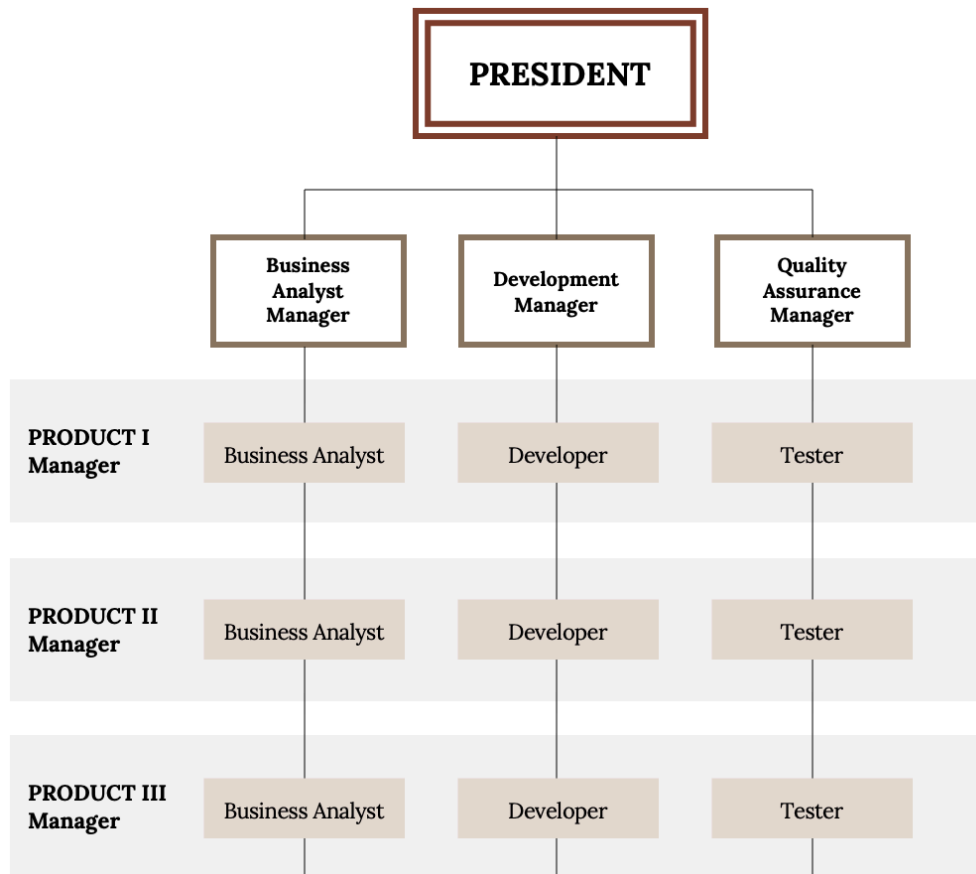 PRESIDENT
Business
Analyst
Manager
Development
Manager
Quality
Assurance
Manager
PRODUCT I
Manager
Business Analyst
Developer
Tester
PRODUCT II
Manager
Business Analyst
Developer
Tester
PRODUCT III
Manager
Business Analyst
Developer
Tester